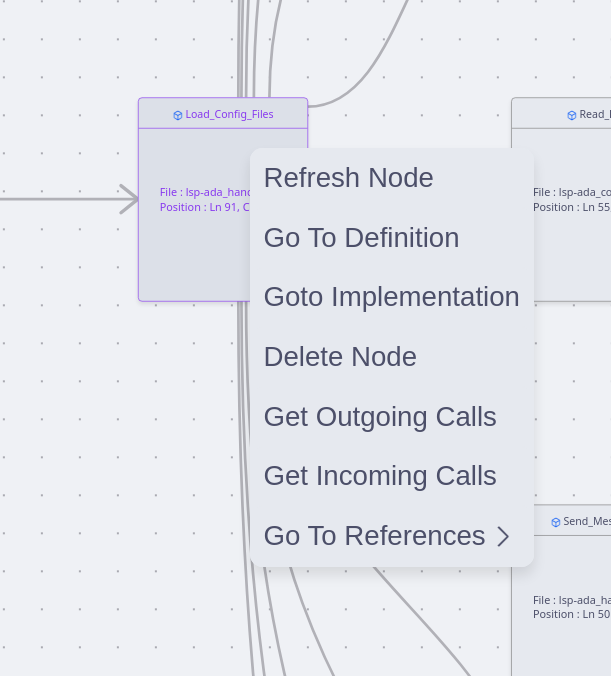 Load_Config_Files
File : lsp-ada_hand
Position : Ln 91, C
Read_
File : lsp-ada_co
Position : Ln 55
Refresh Node
Go To Definition
Goto Implementation
Delete Node
Get Outgoing Calls
Get Incoming Calls
Go To References
Send_Mes
File : lsp-ada_ha
Position : Ln 50